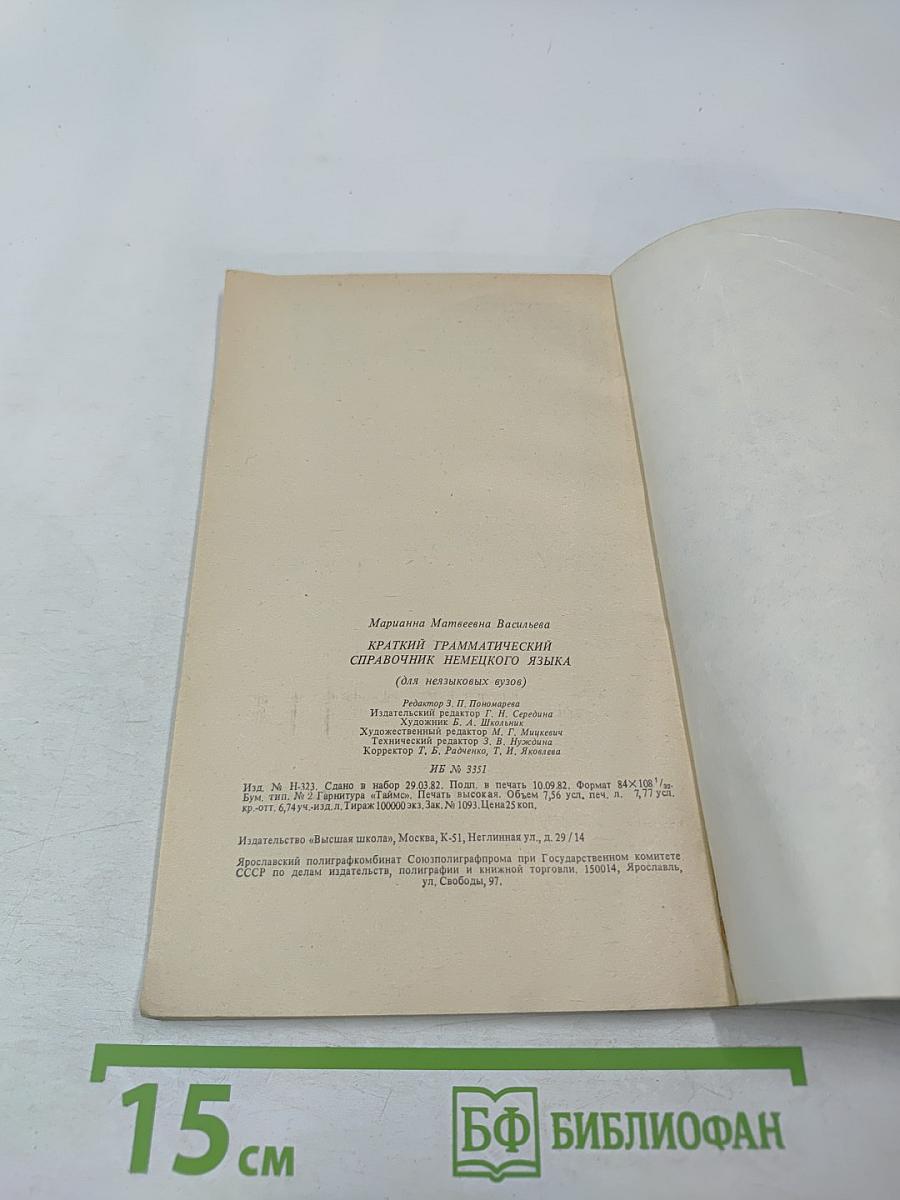 Марианна Матвеевна Васильева
КРАТКИЙ ГРАММАТИЧЕСКИЙ
СПРАВОЧНИК НЕМЕЦКОГО ЯЗЫКА
(для неязыковых вузов)
Редактор З. П. Пономарева
Издательский редактор Г. Н. Середина
Художник Б. А. Школьник
Художественный редактор М. Г. Мицкевич
Технический редактор З. В. Нуждина
Корректор Т. Б. Радченко, Т. И. Яковлева
ИБ № 3351
Изд. № Н-323. Сдано в набор 29.03.82. Подп. в печать 10.09.82. Формат 84×108 1/32.
Бум. тип. № 2 Гарнитура «Таймс». Печать высокая. Объем 7,56 усл. печ. л. 7,77 усл.
кр.-отт. 6,74 уч.-изд. л. Тираж 100000 экз. Зак. № 1093. Цена 25 коп.
Издательство «Высшая школа», Москва, К-51, Неглинная ул., д. 29/14
Ярославский полиграфкомбинат Союзполиграфпрома при Государственном комитете
СССР по делам издательств, полиграфии и книжной торговли. 150014, Ярославль,
ул. Свободы, 97.
15 см
БФ БИБЛИОФАН